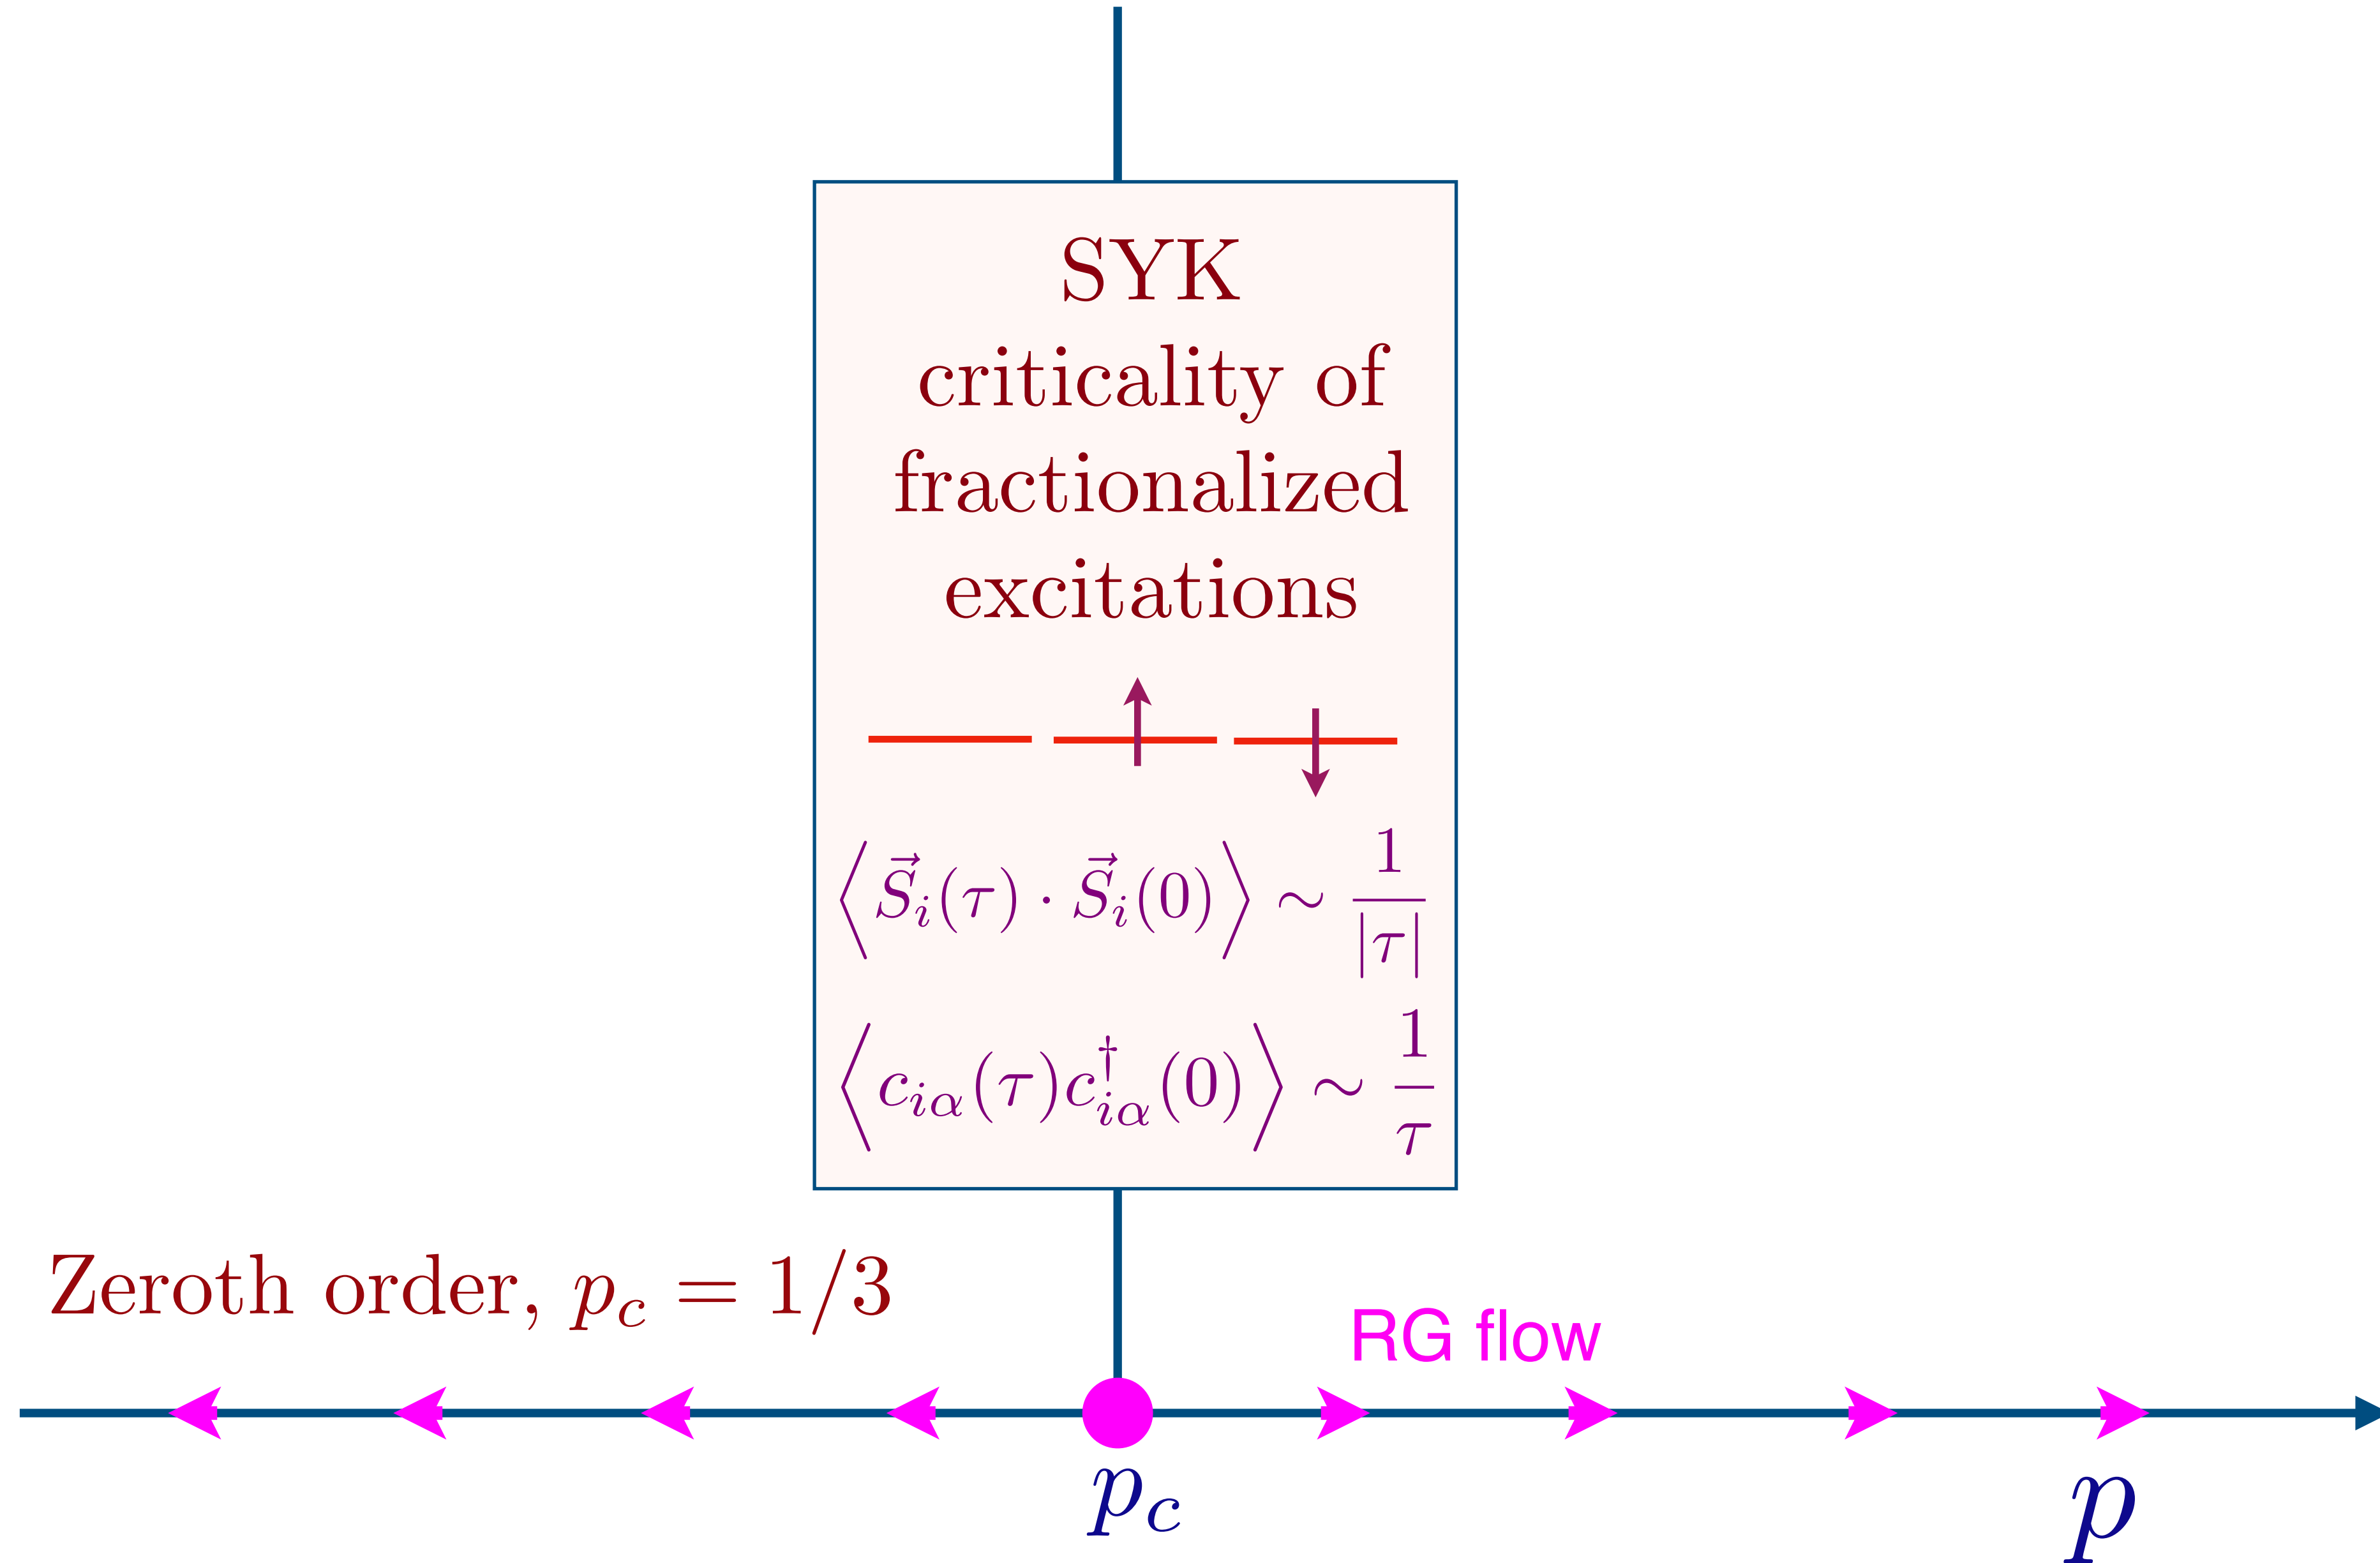 SYK
criticality of
fractionalized
excitations
⟨S⃗ᵢ(τ) · S⃗ᵢ(0)⟩ ∼ 1/|τ|
⟨c_{iα}(τ)c†_{iα}(0)⟩ ∼ 1/τ
Zeroth order, p_c = 1/3
RG flow
p_c
p